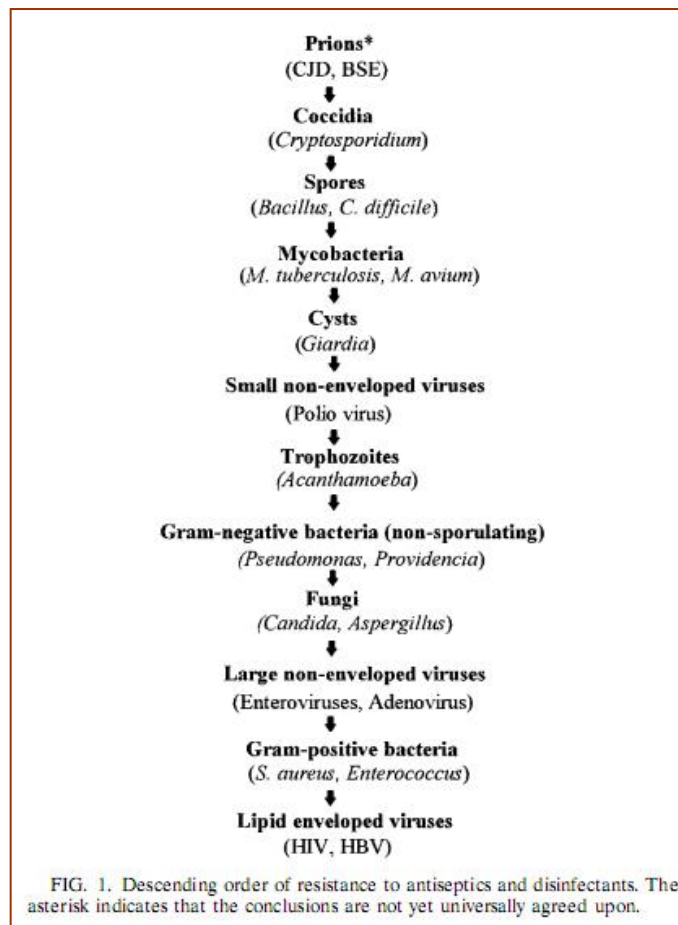 Prions*
(CJD, BSE)
Coccidia
(Cryptosporidium)
Spores
(Bacillus, C. difficile)
Mycobacteria
(M. tuberculosis, M. avium)
Cysts
(Giardia)
Small non-enveloped viruses
(Polio virus)
Trophozoites
(Acanthamoeba)
Gram-negative bacteria (non-sporulating)
(Pseudomonas, Providencia)
Fungi
(Candida, Aspergillus)
Large non-enveloped viruses
(Enteroviruses, Adenovirus)
Gram-positive bacteria
(S. aureus, Enterococcus)
Lipid enveloped viruses
(HIV, HBV)
FIG. 1. Descending order of resistance to antiseptics and disinfectants. The
asterisk indicates that the conclusions are not yet universally agreed upon.